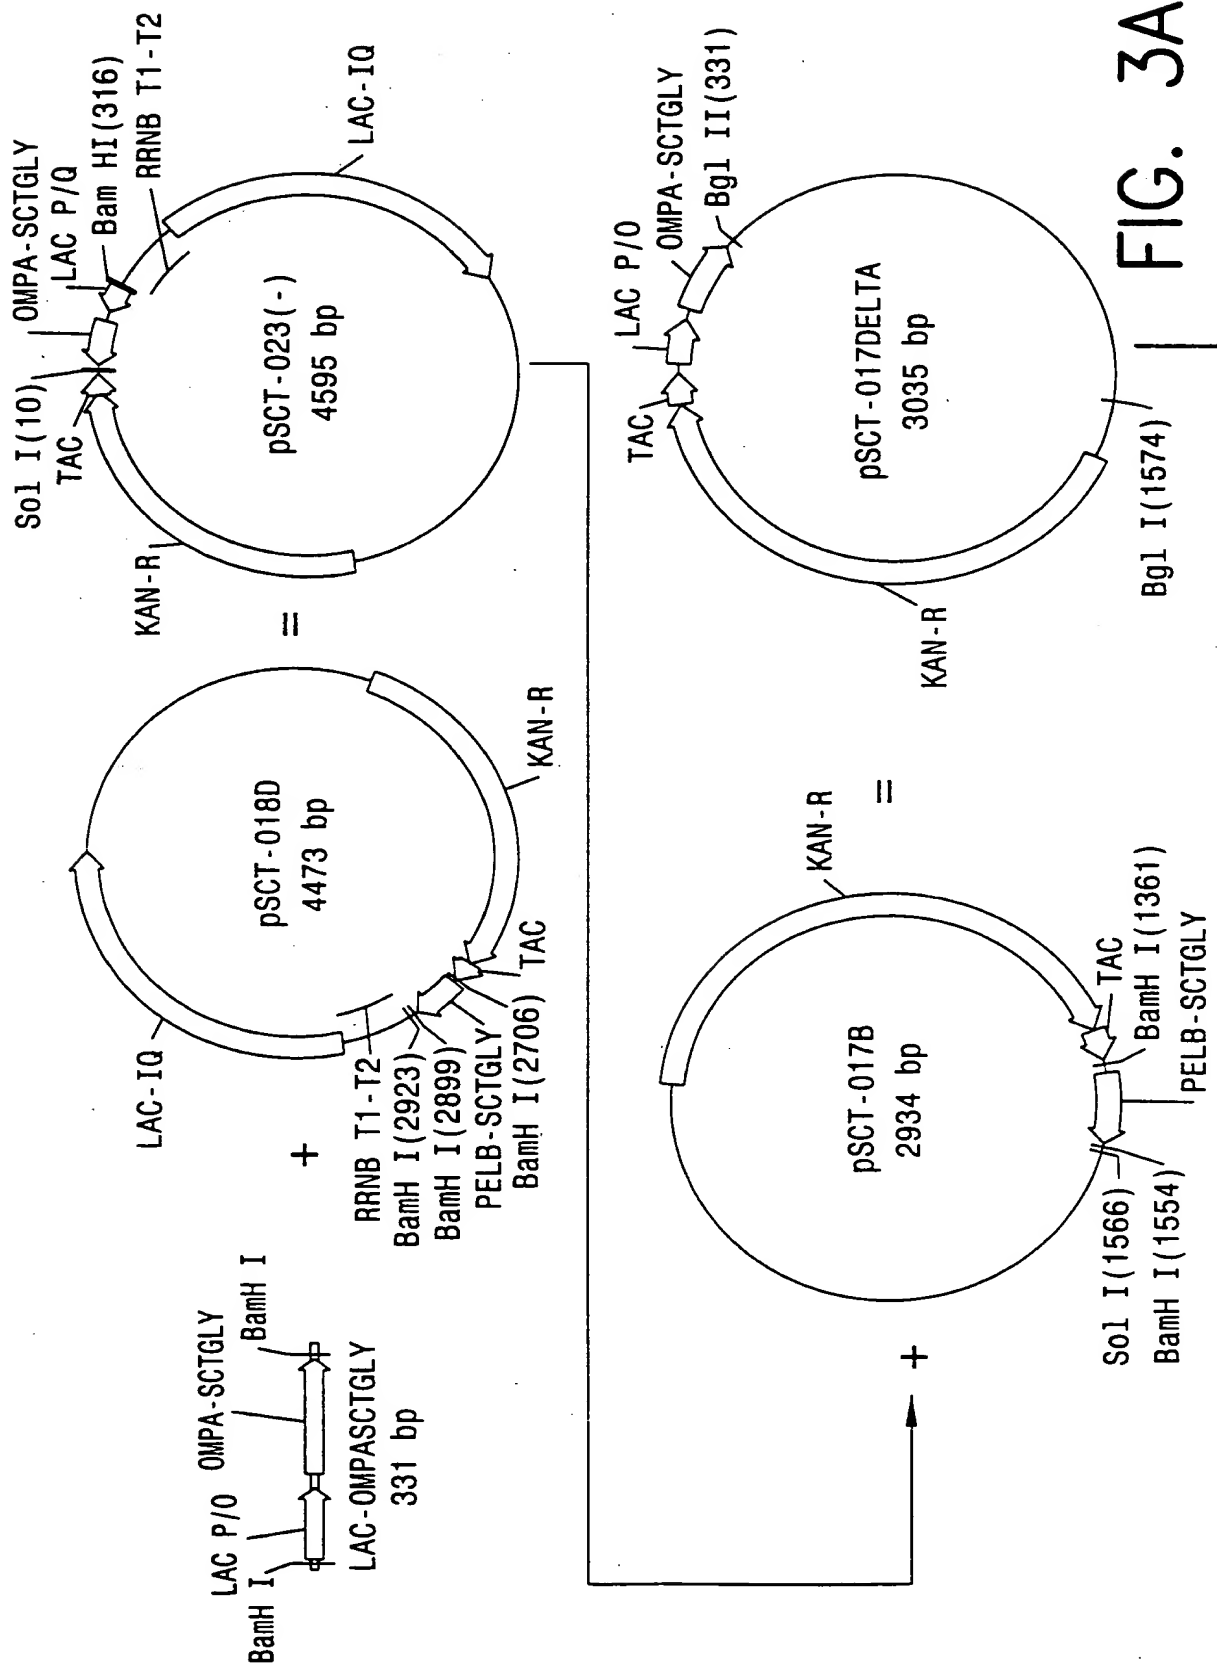 BamH I
LAC P/O
OMPA-SCTGLY
BamH I
LAC-OMPASCTGLY
331 bp
+
LAC-IQ
pSCT-018D
4473 bp
RRNB T1-T2
BamH I(2923)
BamH I(2899)
PELB-SCTGLY
BamH I(2706)
TAC
KAN-R
=
Sol I(10)
OMPA-SCTGLY
LAC P/Q
Bam HI(316)
RRNB T1-T2
TAC
KAN-R
LAC-IQ
pSCT-023(-)
4595 bp
+
KAN-R
pSCT-017B
2934 bp
Sol I(1566)
BamH I(1554)
TAC
BamH I(1361)
PELB-SCTGLY
=
TAC
LAC P/O
OMPA-SCTGLY
Bgl II(331)
pSCT-017DELTA
3035 bp
KAN-R
Bgl I(1574)
FIG. 3A